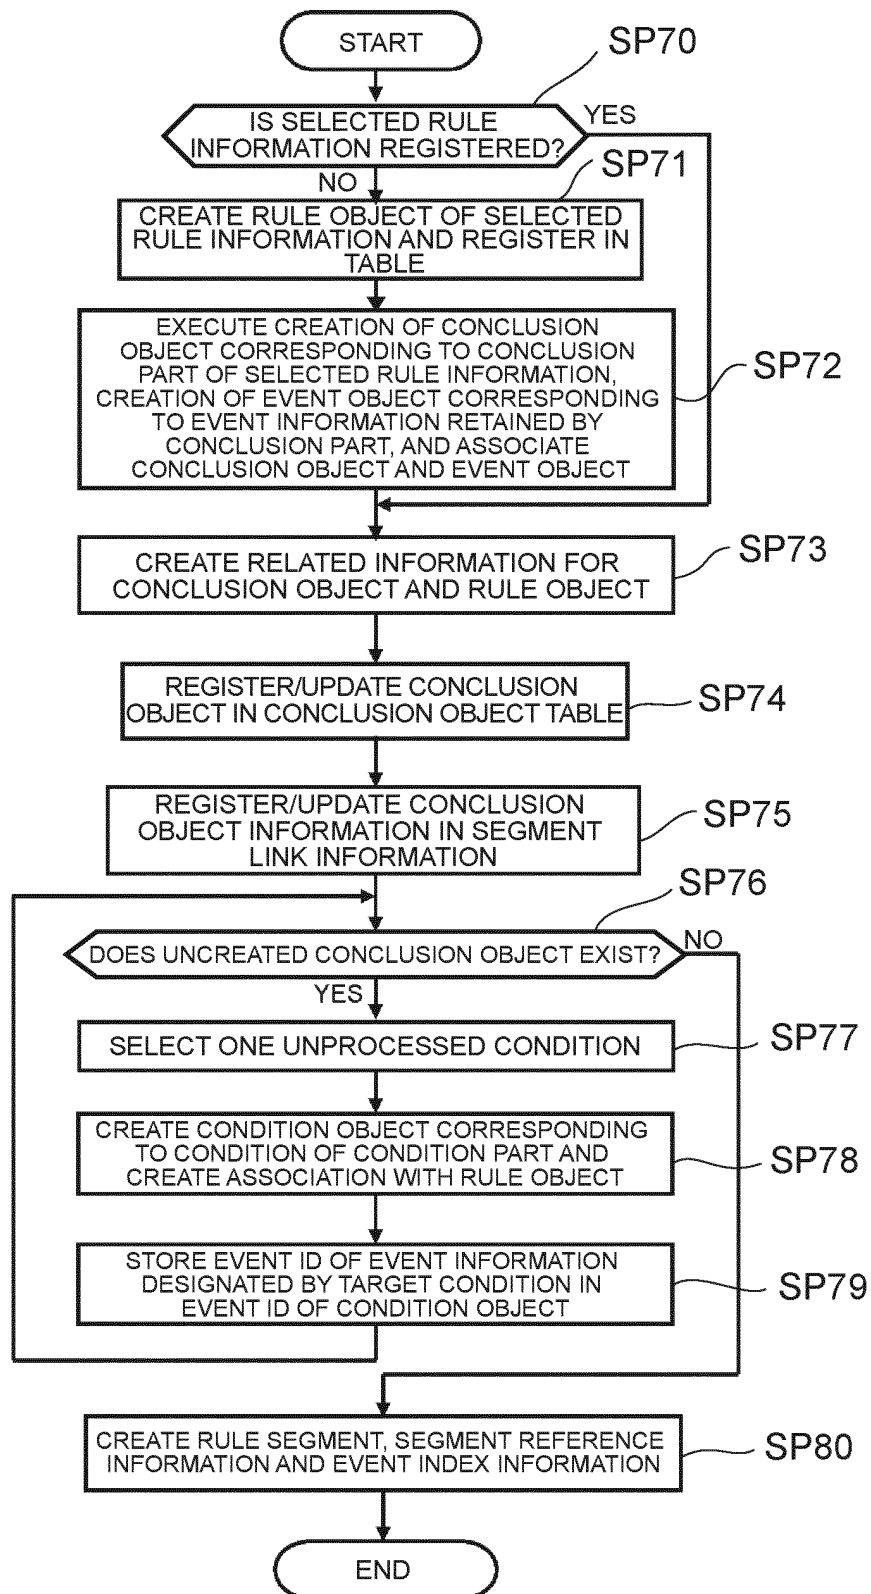 START
SP70
IS SELECTED RULE
INFORMATION REGISTERED?
YES
NO
SP71
CREATE RULE OBJECT OF SELECTED
RULE INFORMATION AND REGISTER IN
TABLE
EXECUTE CREATION OF CONCLUSION
OBJECT CORRESPONDING TO CONCLUSION
PART OF SELECTED RULE INFORMATION,
CREATION OF EVENT OBJECT CORRESPONDING
TO EVENT INFORMATION RETAINED BY
CONCLUSION PART, AND ASSOCIATE
CONCLUSION OBJECT AND EVENT OBJECT
SP72
CREATE RELATED INFORMATION FOR
CONCLUSION OBJECT AND RULE OBJECT
SP73
REGISTER/UPDATE CONCLUSION
OBJECT IN CONCLUSION OBJECT TABLE
SP74
REGISTER/UPDATE CONCLUSION
OBJECT INFORMATION IN SEGMENT
LINK INFORMATION
SP75
SP76
DOES UNCREATED CONCLUSION OBJECT EXIST?
NO
YES
SELECT ONE UNPROCESSED CONDITION
SP77
CREATE CONDITION OBJECT CORRESPONDING
TO CONDITION OF CONDITION PART AND
CREATE ASSOCIATION WITH RULE OBJECT
SP78
STORE EVENT ID OF EVENT INFORMATION
DESIGNATED BY TARGET CONDITION IN
EVENT ID OF CONDITION OBJECT
SP79
CREATE RULE SEGMENT, SEGMENT REFERENCE
INFORMATION AND EVENT INDEX INFORMATION
SP80
END